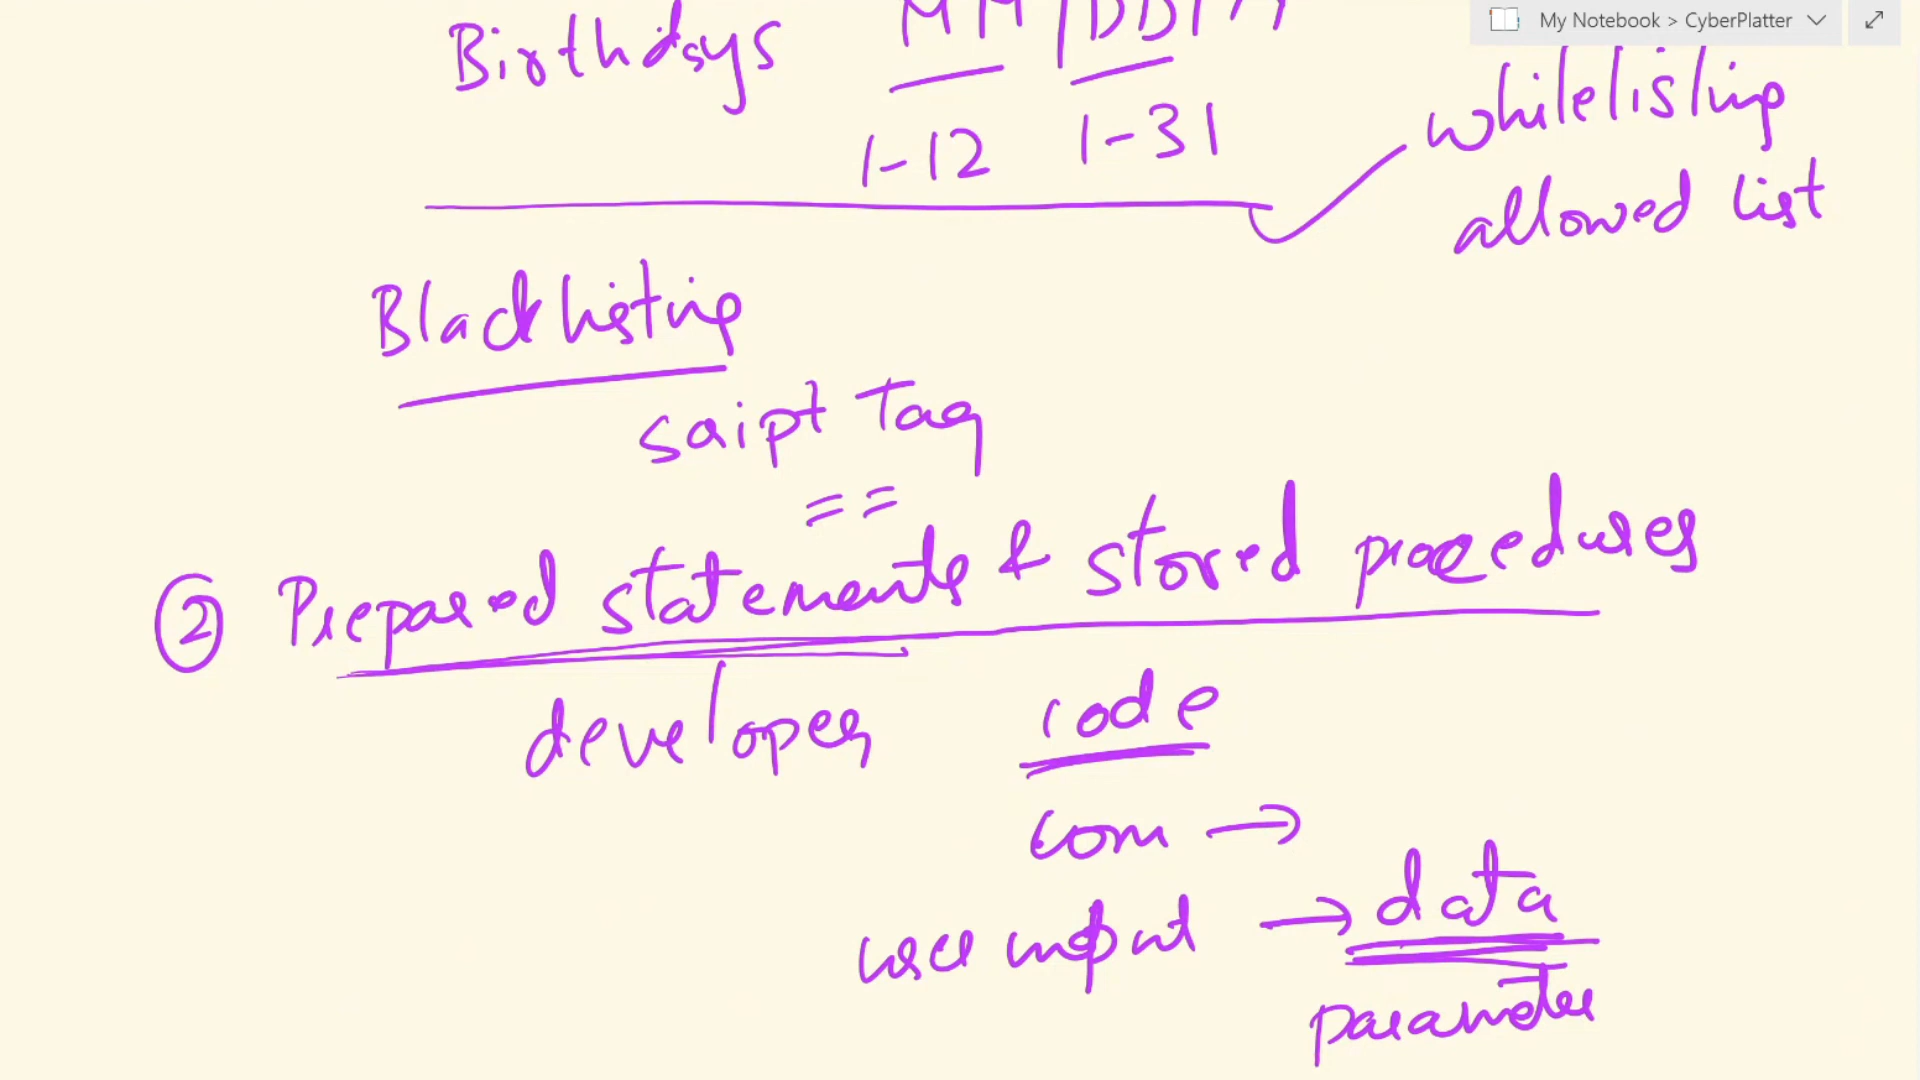 My Notebook > CyberPlatter
Birthdays MM/DD/
1-12 1-31
whitelisting
allowed list
Blacklisting
script Tag
==
② Prepared statements & stored procedures
developer code
com →
user input → data
parameter